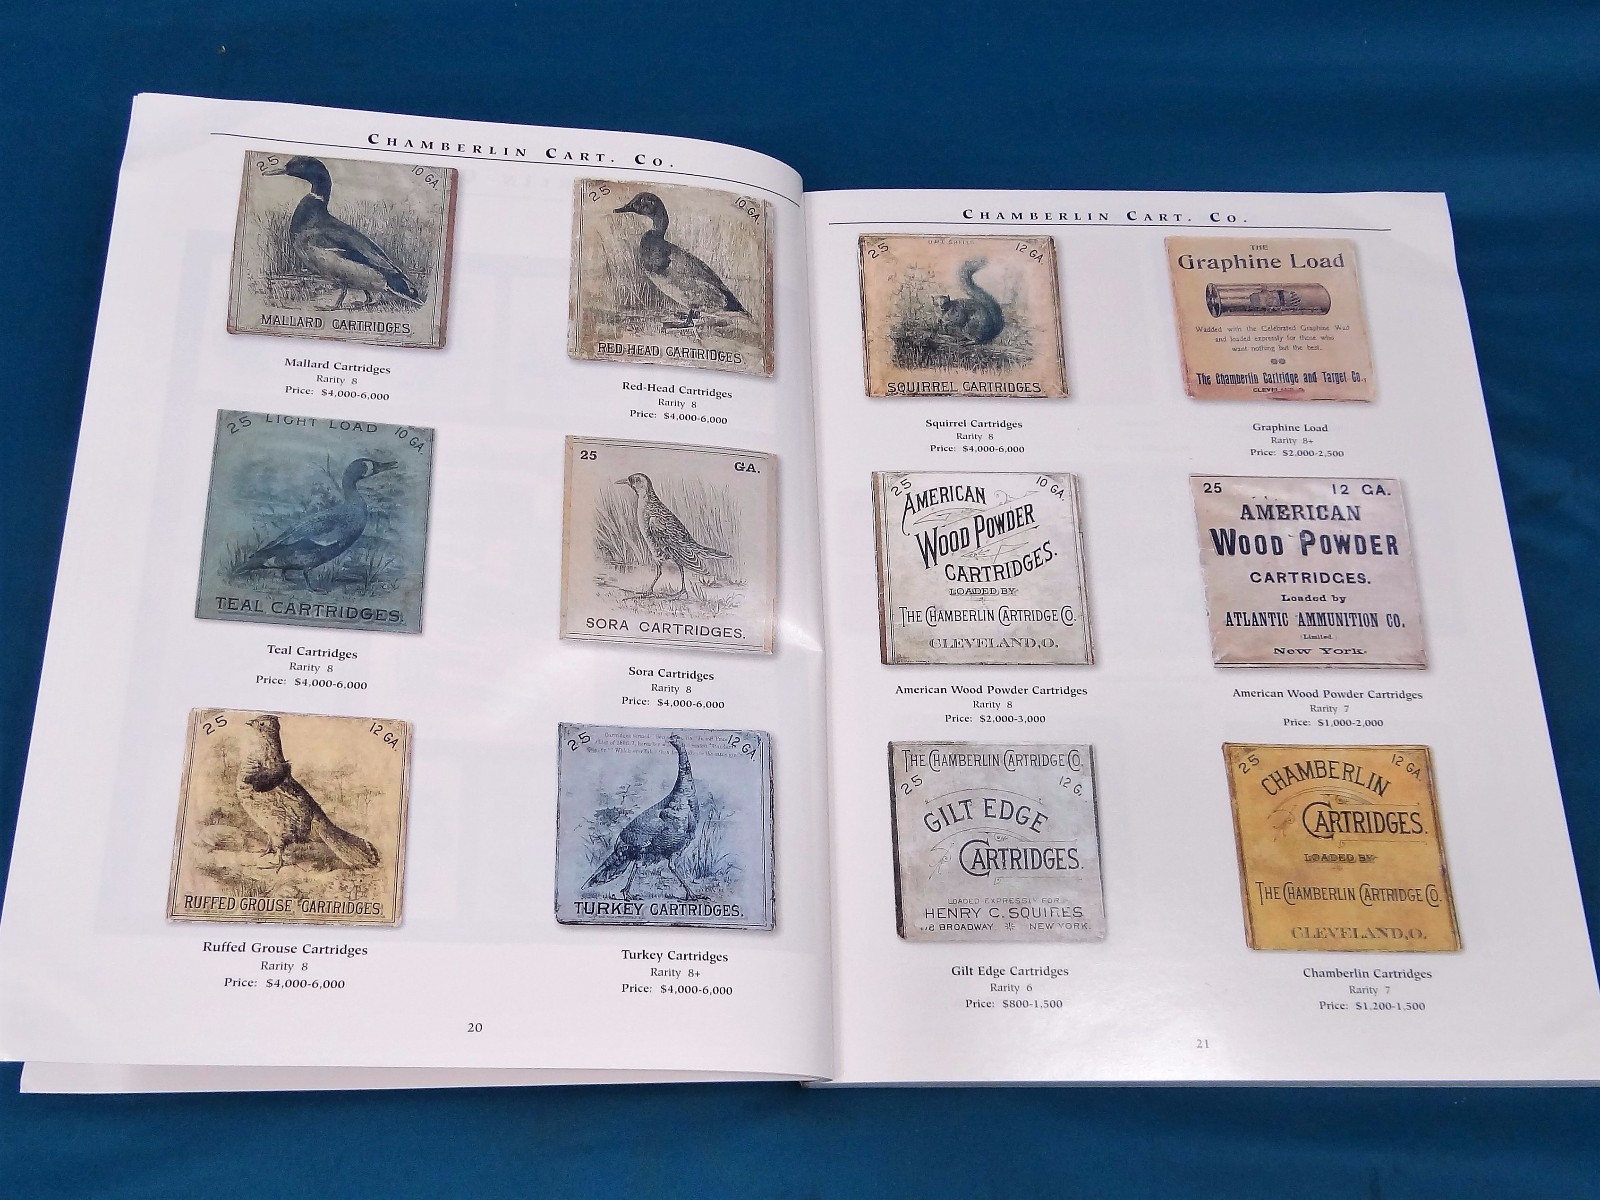 CHAMBERLIN CART. CO.
25 10 GA.
MALLARD CARTRIDGES.
Mallard Cartridges
Rarity 8
Price: $4,000-6,000
25 10 GA.
RED-HEAD CARTRIDGES.
Red-Head Cartridges
Rarity 8
Price: $4,000-6,000
25 LIGHT LOAD 10 GA.
TEAL CARTRIDGES.
Teal Cartridges
Rarity 8
Price: $4,000-6,000
25 GA.
SORA CARTRIDGES.
Sora Cartridges
Rarity 8
Price: $4,000-6,000
25 12 GA.
RUFFED GROUSE CARTRIDGES
Ruffed Grouse Cartridges
Rarity 8
Price: $4,000-6,000
25 12 GA.
TURKEY CARTRIDGES.
Turkey Cartridges
Rarity 8+
Price: $4,000-6,000
20
CHAMBERLIN CART. CO.
25 U.M.C. SHELLS 12 GA.
SQUIRREL CARTRIDGES
Squirrel Cartridges
Rarity 8
Price: $4,000-6,000
THE
Graphine Load
Wadded with the Celebrated Graphine Wad
and loaded expressly for those who
want nothing but the best.
The Chamberlin Cartridge and Target Co.,
CLEVELAND, O.
Graphine Load
Rarity 8+
Price: $2,000-2,500
25 10 GA.
AMERICAN
WOOD POWDER
CARTRIDGES.
LOADED BY
THE CHAMBERLIN CARTRIDGE CO.
CLEVELAND,O.
American Wood Powder Cartridges
Rarity 8
Price: $2,000-3,000
25 12 GA.
AMERICAN
WOOD POWDER
CARTRIDGES.
Loaded by
ATLANTIC AMMUNITION CO.
(Limited
New York.
American Wood Powder Cartridges
Rarity 7
Price: $1,000-2,000
THE CHAMBERLIN CARTRIDGE CO.
25 12 G.
GILT EDGE
CARTRIDGES.
LOADED EXPRESSLY FOR
HENRY C. SQUIRES
178 BROADWAY NEW YORK.
Gilt Edge Cartridges
Rarity 6
Price: $800-1,500
25 12 GA.
CHAMBERLIN
CARTRIDGES.
LOADED BY
THE CHAMBERLIN CARTRIDGE CO.
CLEVELAND,O.
Chamberlin Cartridges
Rarity 7
Price: $1,200-1,500
21